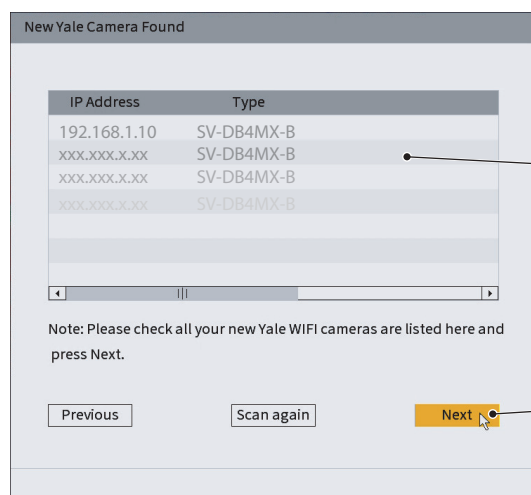 New Yale Camera Found
IP Address Type
192.168.1.10 SV-DB4MX-B
xxx.xxx.x.xx SV-DB4MX-B
xxx.xxx.x.xx SV-DB4MX-B
xxx.xxx.x.xx SV-DB4MX-B
Note: Please check all your new Yale WIFI cameras are listed here and
press Next.
Previous Scan again Next